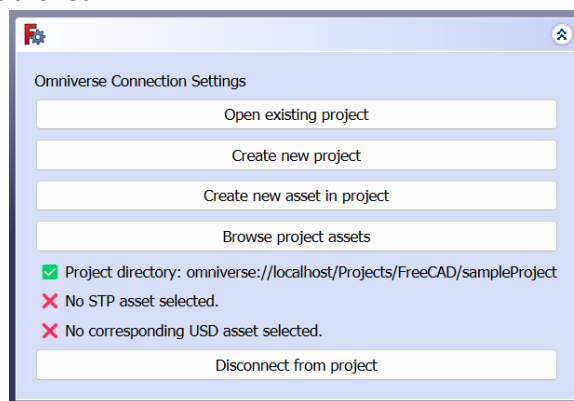 Omniverse Connection Settings
Open existing project
Create new project
Create new asset in project
Browse project assets
Project directory: omniverse://localhost/Projects/FreeCAD/sampleProject
No STP asset selected.
No corresponding USD asset selected.
Disconnect from project